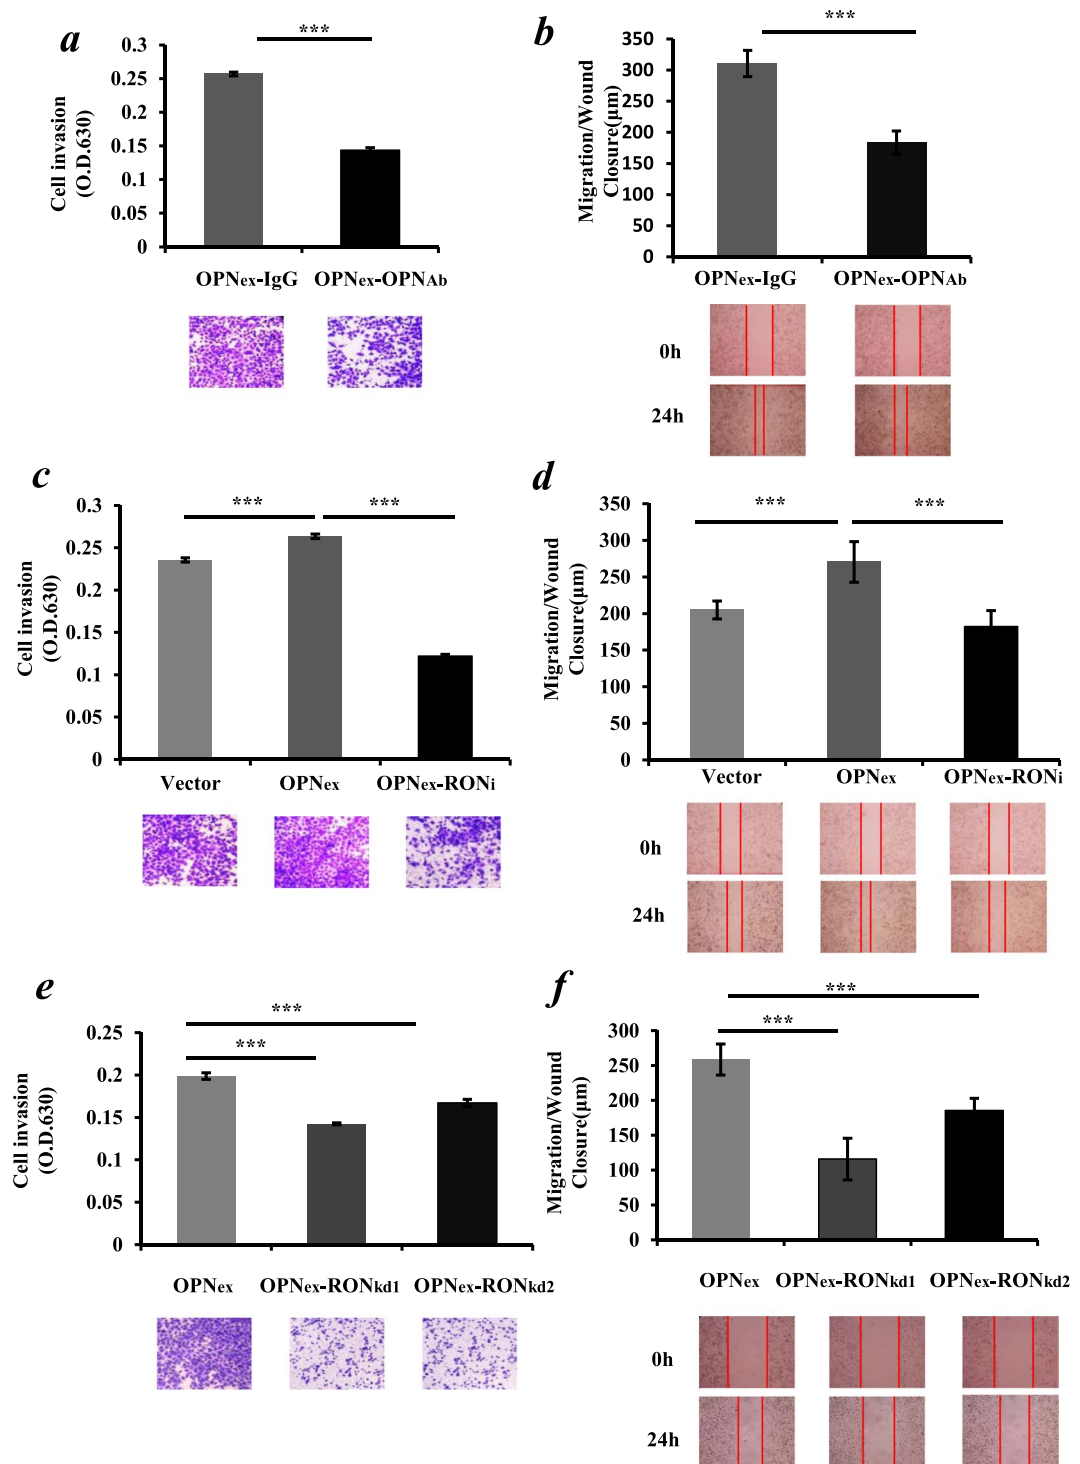 a
***
Cell invasion
(O.D.630)
0.3
0.25
0.2
0.15
0.1
0.05
0
OPNex-IgG OPNex-OPNAb
b
***
Migration/Wound
Closure(µm)
350
300
250
200
150
100
50
0
OPNex-IgG OPNex-OPNAb
0h
24h
c
*** ***
Cell invasion
(O.D.630)
0.3
0.25
0.2
0.15
0.1
0.05
0
Vector OPNex OPNex-RONi
d
*** ***
Migration/Wound
Closure(µm)
350
300
250
200
150
100
50
0
Vector OPNex OPNex-RONi
0h
24h
e
***
***
Cell invasion
(O.D.630)
0.25
0.2
0.15
0.1
0.05
0
OPNex OPNex-RONkd1 OPNex-RONkd2
f
***
***
Migration/Wound
Closure(µm)
300
250
200
150
100
50
0
OPNex OPNex-RONkd1 OPNex-RONkd2
0h
24h